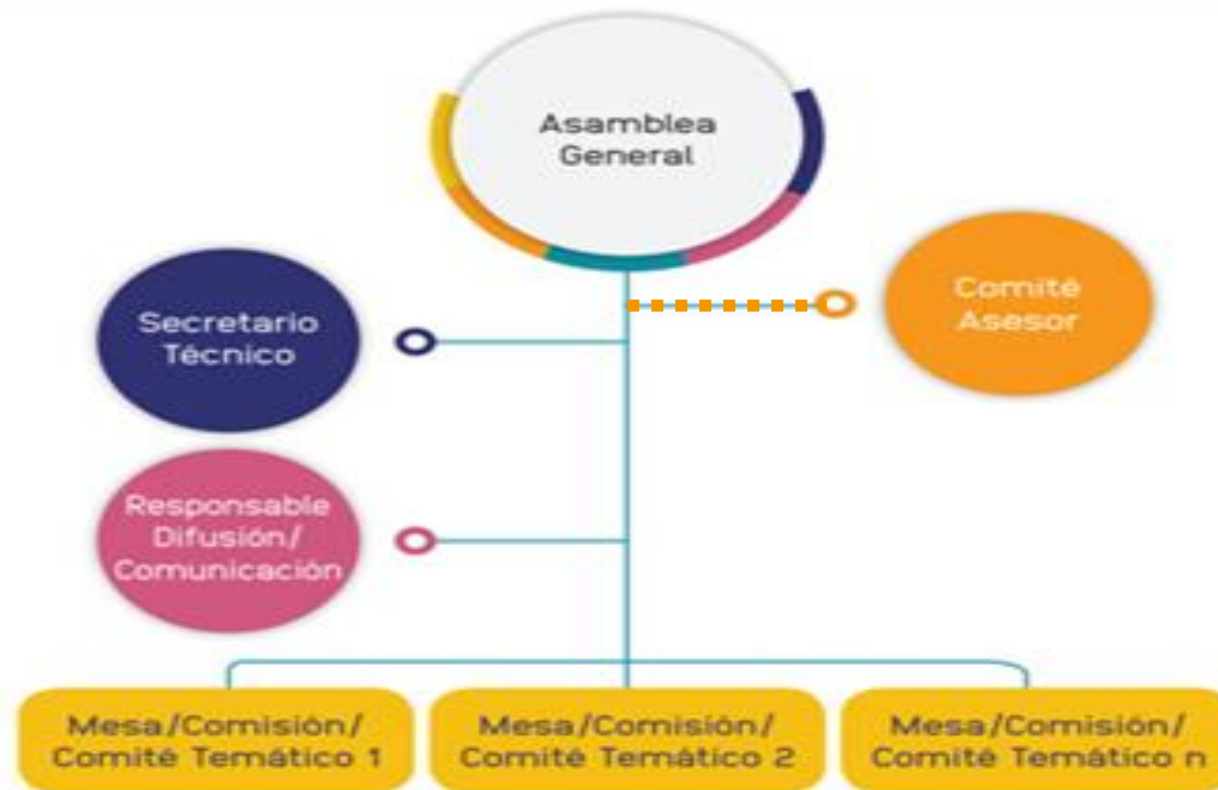 Asamblea
General
Comité
Asesor
Secretario
Técnico
Responsable
Difusión/
Comunicación
Mesa/Comisión/
Comité Temático 1
Mesa/Comisión/
Comité Temático 2
Mesa/Comisión/
Comité Temático n